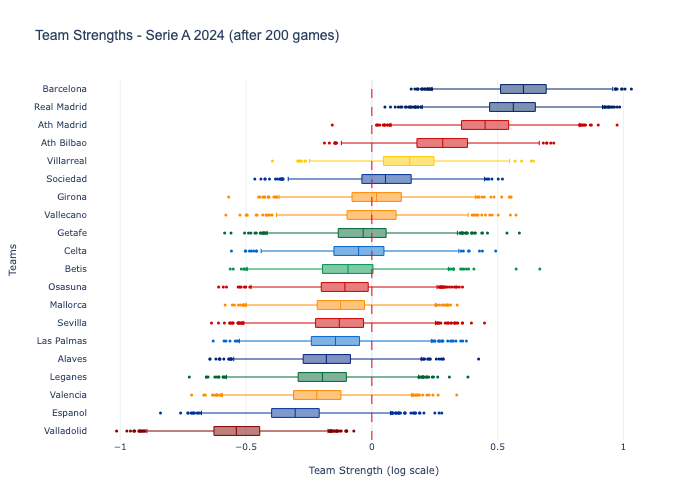 Team Strengths - Serie A 2024 (after 200 games)
Barcelona
Real Madrid
Ath Madrid
Ath Bilbao
Villarreal
Sociedad
Girona
Vallecano
Getafe
Celta
Betis
Osasuna
Mallorca
Sevilla
Las Palmas
Alaves
Leganes
Valencia
Espanol
Valladolid
Teams
−1 −0.5 0 0.5 1
Team Strength (log scale)